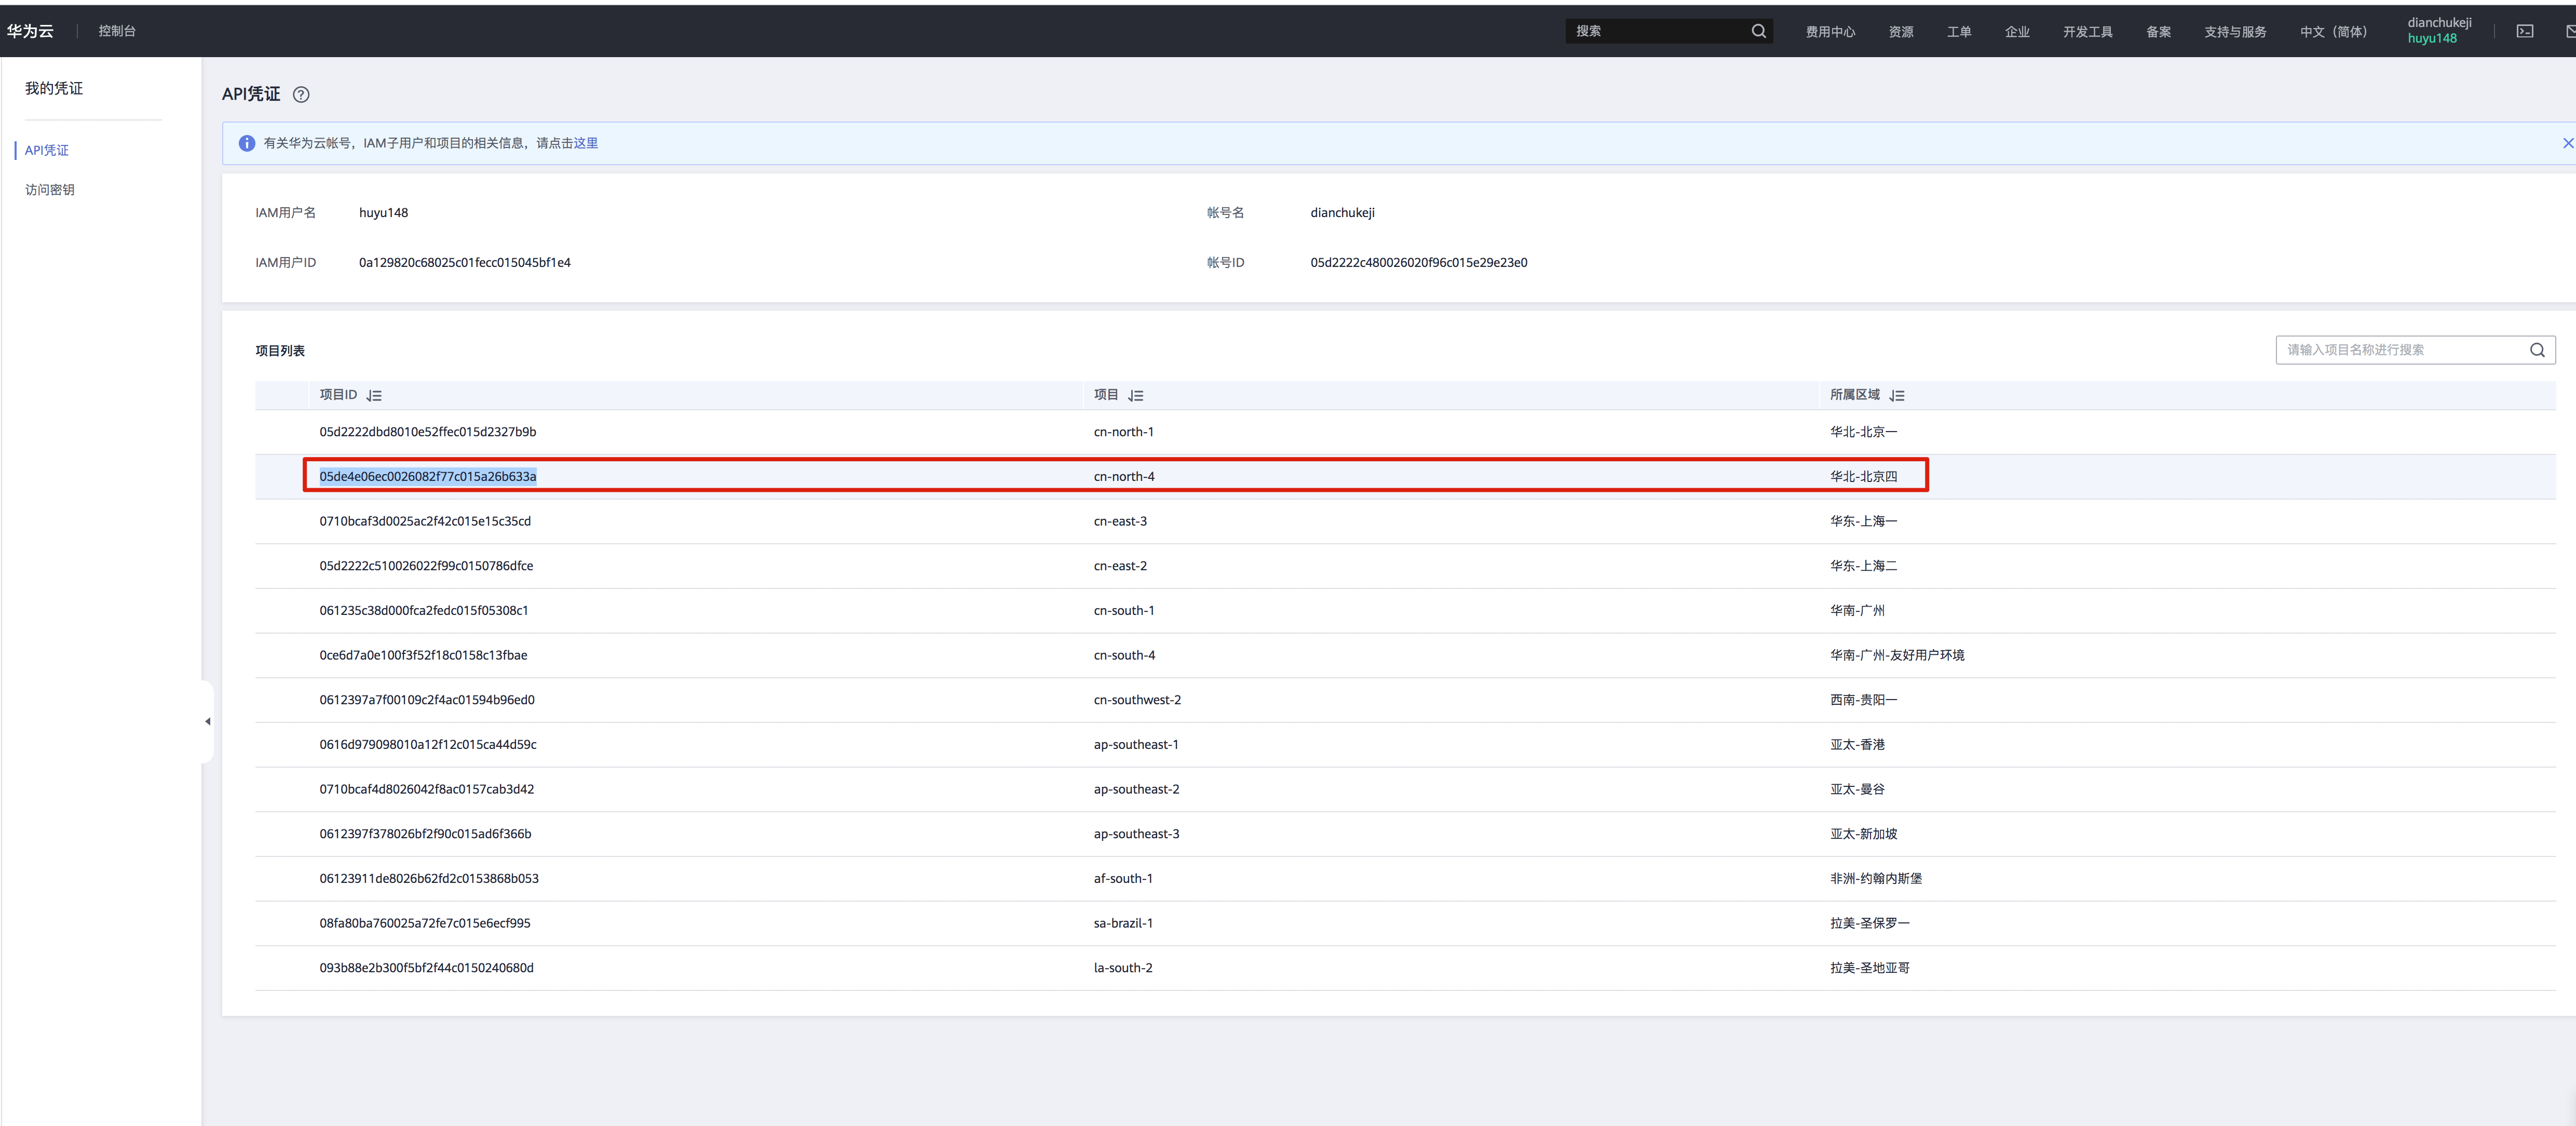 华为云 控制台 搜索 费用中心 资源 工单 企业 开发工具 备案 支持与服务 中文（简体） dianchukeji
huyu148
我的凭证
API凭证
访问密钥
API凭证
有关华为云帐号，IAM子用户和项目的相关信息，请点击这里
IAM用户名 huyu148 帐号名 dianchukeji
IAM用户ID 0a129820c68025c01fecc015045bf1e4 帐号ID 05d2222c480026020f96c015e29e23e0
项目列表 请输入项目名称进行搜索
项目ID 项目 所属区域
05d2222dbd8010e52ffec015d2327b9b cn-north-1 华北-北京一
05de4e06ec0026082f77c015a26b633a cn-north-4 华北-北京四
0710bcaf3d0025ac2f42c015e15c35cd cn-east-3 华东-上海一
05d2222c510026022f99c0150786dfce cn-east-2 华东-上海二
061235c38d000fca2fedc015f05308c1 cn-south-1 华南-广州
0ce6d7a0e100f3f52f18c0158c13fbae cn-south-4 华南-广州-友好用户环境
0612397a7f00109c2f4ac01594b96ed0 cn-southwest-2 西南-贵阳一
0616d979098010a12f12c015ca44d59c ap-southeast-1 亚太-香港
0710bcaf4d8026042f8ac0157cab3d42 ap-southeast-2 亚太-曼谷
0612397f378026bf2f90c015ad6f366b ap-southeast-3 亚太-新加坡
06123911de8026b62fd2c0153868b053 af-south-1 非洲-约翰内斯堡
08fa80ba760025a72fe7c015e6ecf995 sa-brazil-1 拉美-圣保罗一
093b88e2b300f5bf2f44c0150240680d la-south-2 拉美-圣地亚哥